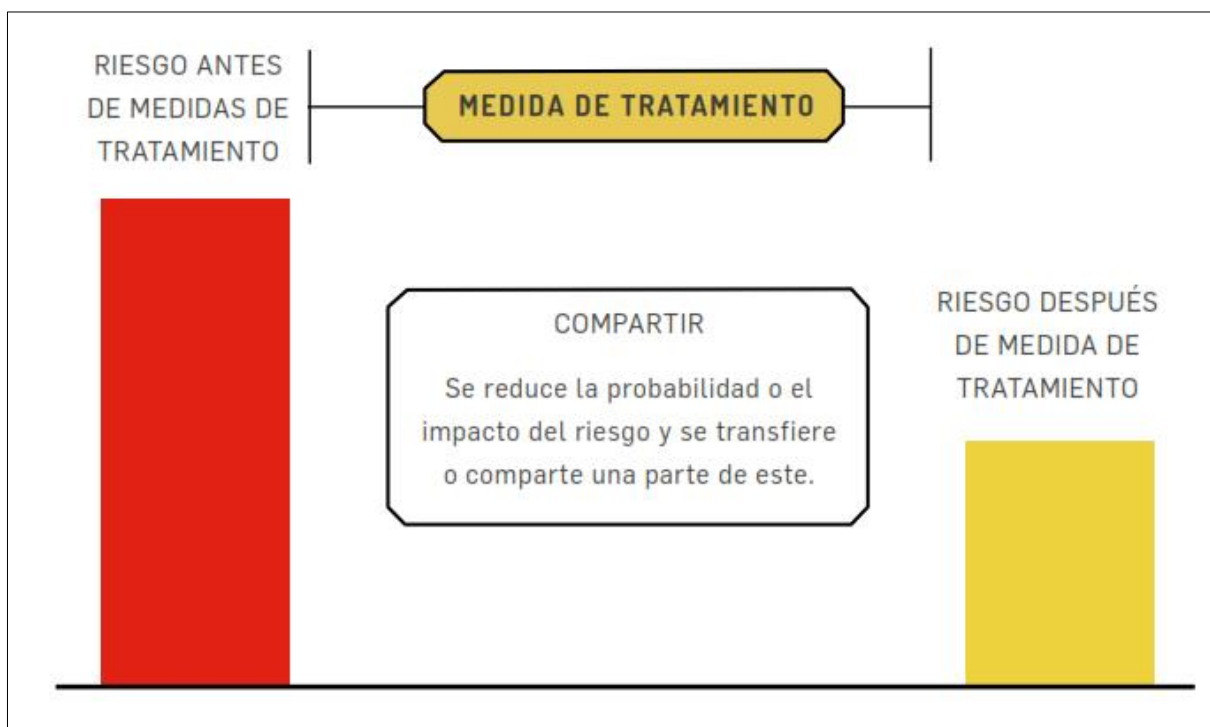 RIESGO ANTES
DE MEDIDAS DE
TRATAMIENTO
MEDIDA DE TRATAMIENTO
COMPARTIR
Se reduce la probabilidad o el
impacto del riesgo y se transfiere
o comparte una parte de este.
RIESGO DESPUÉS
DE MEDIDA DE
TRATAMIENTO